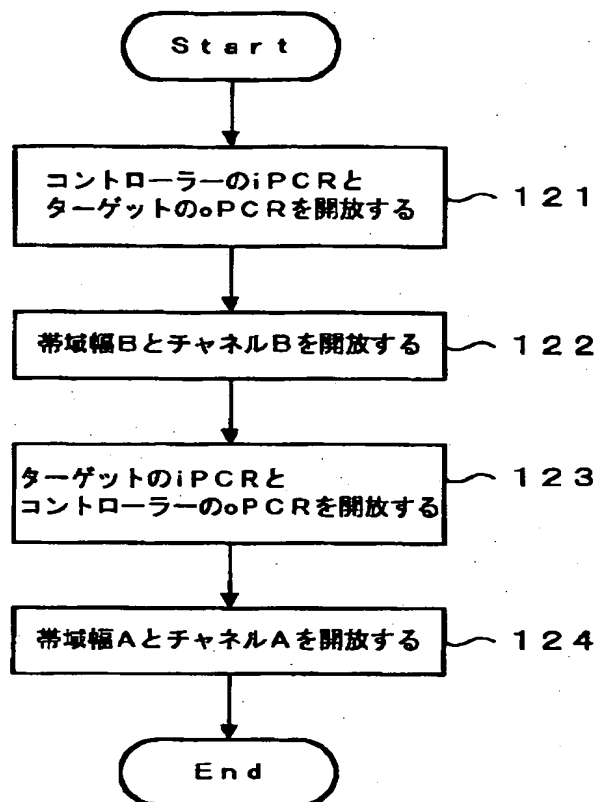 Start
コントローラーのiPCRと
ターゲットのoPCRを開放する
121
帯域幅BとチャネルBを開放する
122
ターゲットのiPCRと
コントローラーのoPCRを開放する
123
帯域幅AとチャネルAを開放する
124
End